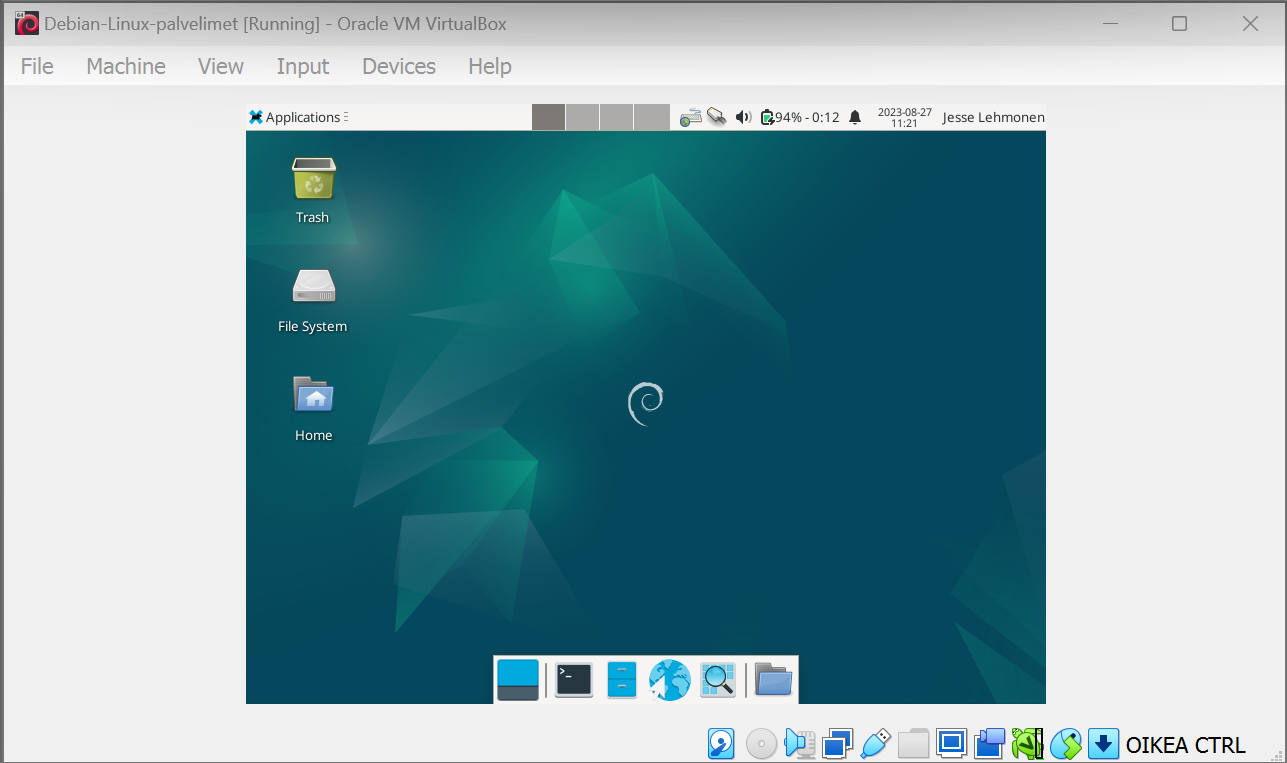 Debian-Linux-palvelimet [Running] - Oracle VM VirtualBox
File Machine View Input Devices Help
Applications 94% - 0:12 2023-08-27 Jesse Lehmonen
11:21
Trash
File System
Home
>_
OIKEA CTRL